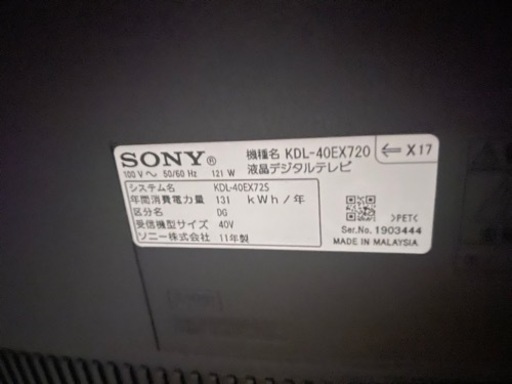 SONY® 機種名 KDL-40EX720 ⇐ X17
100 V～ 50/60 Hz 121 W 液晶デジタルテレビ
システム名 KDL-40EX72S
年間消費電力量 131 kWh/年
区分名 DG
受信機型サイズ 40V
ソニー株式会社 11年製
>PET<
Ser.No. 1903444
MADE IN MALAYSIA